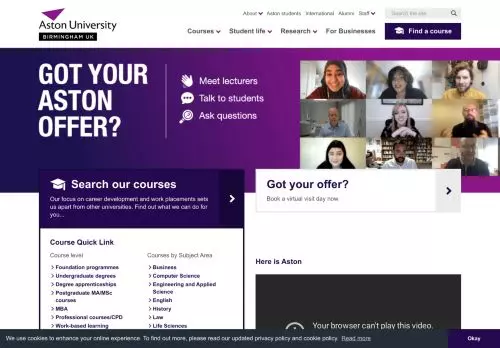 Aston University
BIRMINGHAM UK
About
Aston students
International
Alumni
Staff
Search the site
Courses
Student life
Research
For Businesses
Find a course
GOT YOUR
ASTON
OFFER?
Meet lecturers
Talk to students
Ask questions
Search our courses
Our focus on career development and work placements sets
us apart from other universities. Find out what we can do for
you...
Got your offer?
Book a virtual visit day now
Course Quick Link
Course level
Foundation programmes
Undergraduate degrees
Degree apprenticeships
Postgraduate MA/MSc
courses
MBA
Professional courses/CPD
Work-based learning
Courses by Subject Area
Business
Computer Science
Engineering and Applied
Science
English
History
Law
Life Sciences
Here is Aston
Your browser can't play this video.
We use cookies to enhance your online experience. To find out more, please read our updated privacy policy and cookie policy. Read more
Okay